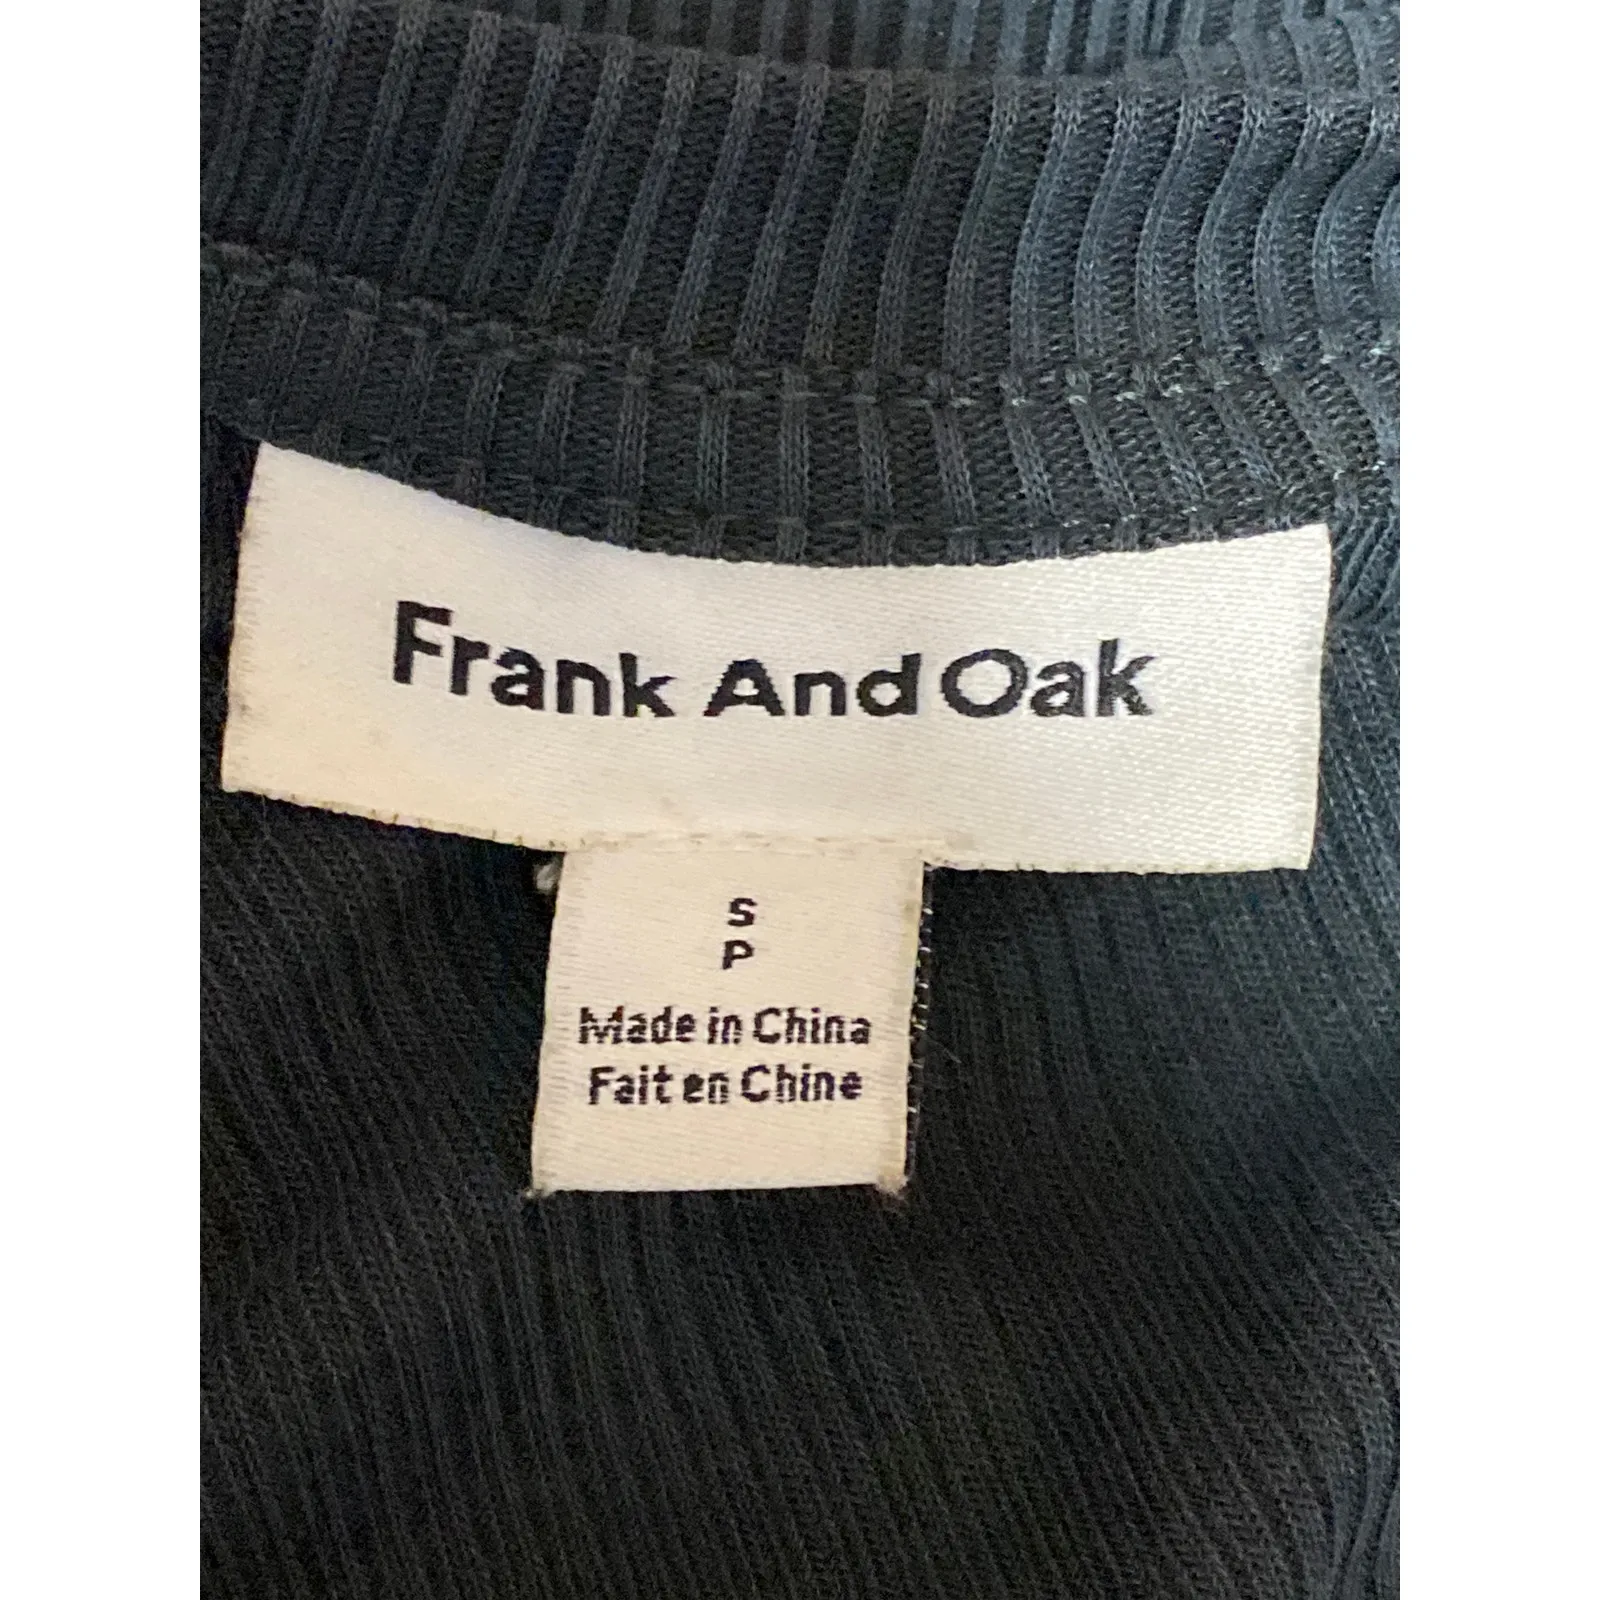 Frank And Oak
S
P
Made in China
Fait en Chine